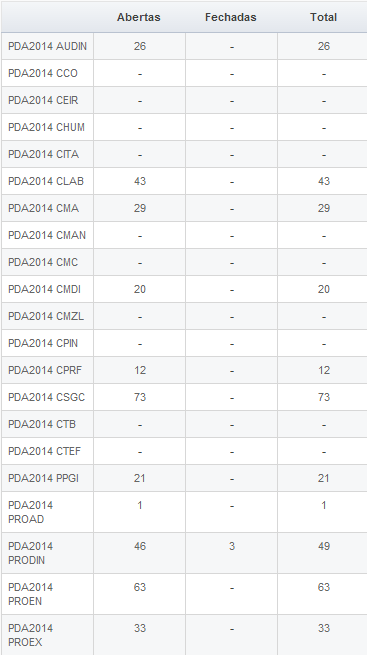 Abertas Fechadas Total
PDA2014 AUDIN 26 - 26
PDA2014 CCO - - -
PDA2014 CEIR - - -
PDA2014 CHUM - - -
PDA2014 CITA - - -
PDA2014 CLAB 43 - 43
PDA2014 CMA 29 - 29
PDA2014 CMAN - - -
PDA2014 CMC - - -
PDA2014 CMDI 20 - 20
PDA2014 CMZL - - -
PDA2014 CPIN - - -
PDA2014 CPRF 12 - 12
PDA2014 CSGC 73 - 73
PDA2014 CTB - - -
PDA2014 CTEF - - -
PDA2014 PPGI 21 - 21
PDA2014 1 - 1
PROAD
PDA2014 46 3 49
PRODIN
PDA2014 63 - 63
PROEN
PDA2014 33 - 33
PROEX